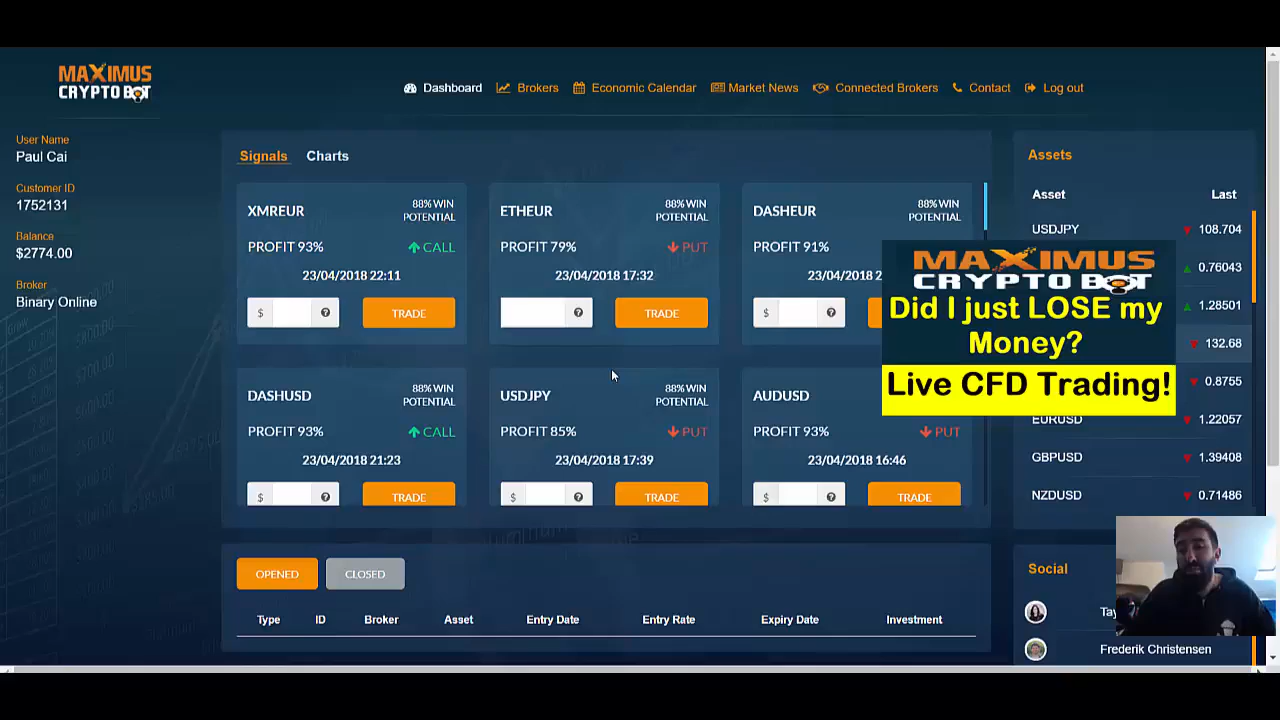 MAXIMUS
CRYPTO BOT
Dashboard
Brokers
Economic Calendar
Market News
Connected Brokers
Contact
Log out
User Name
Paul Cai
Customer ID
1752131
Balance
$2774.00
Broker
Binary Online
Signals
Charts
XMREUR
88% WIN
POTENTIAL
PROFIT 93%
CALL
23/04/2018 22:11
$
TRADE
ETHEUR
88% WIN
POTENTIAL
PROFIT 79%
PUT
23/04/2018 17:32
TRADE
DASHEUR
88% WIN
POTENTIAL
PROFIT 91%
23/04/2018 2
$
DASHUSD
88% WIN
POTENTIAL
PROFIT 93%
CALL
23/04/2018 21:23
$
TRADE
USDJPY
88% WIN
POTENTIAL
PROFIT 85%
PUT
23/04/2018 17:39
$
TRADE
AUDUSD
88% WIN
POTENTIAL
PROFIT 93%
PUT
23/04/2018 16:46
$
TRADE
MAXIMUS
CRYPTO BOT
Did I just LOSE my
Money?
Live CFD Trading!
Assets
Asset Last
USDJPY 108.704
0.76043
1.28501
132.68
0.8755
EURUSD 1.22057
GBPUSD 1.39408
NZDUSD 0.71486
OPENED
CLOSED
Type ID Broker Asset Entry Date Entry Rate Expiry Date Investment
Social
Frederik Christensen